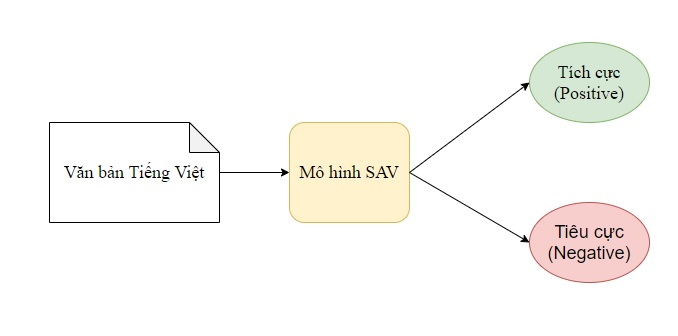 Văn bản Tiếng Việt
Mô hình SAV
Tích cực
(Positive)
Tiêu cực
(Negative)